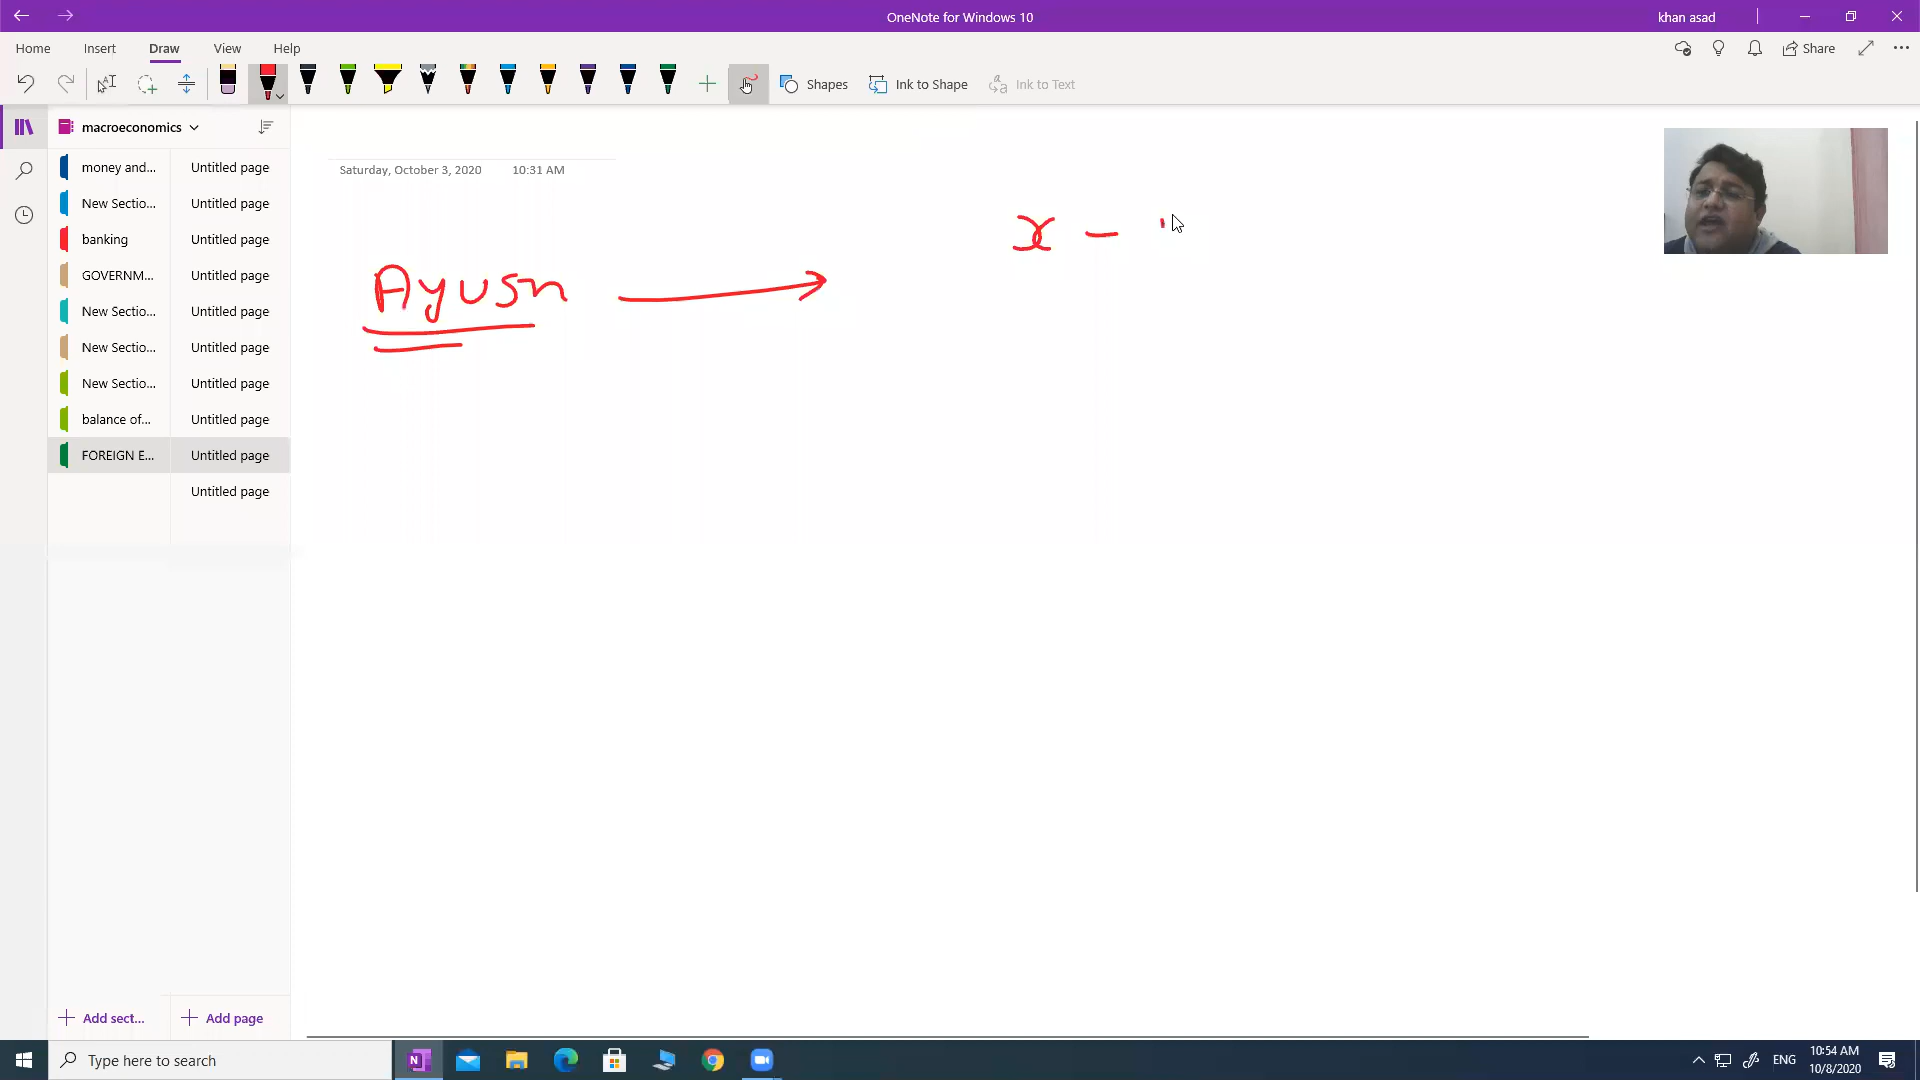 OneNote for Windows 10
khan asad
Home Insert Draw View Help
Share
Shapes Ink to Shape Ink to Text
macroeconomics
money and... Untitled page
New Sectio... Untitled page
banking Untitled page
GOVERNM... Untitled page
New Sectio... Untitled page
New Sectio... Untitled page
New Sectio... Untitled page
balance of... Untitled page
FOREIGN E... Untitled page
Untitled page
Saturday, October 3, 2020 10:31 AM
x –
Ayush
Add sect... Add page
Type here to search
ENG
10:54 AM
10/8/2020